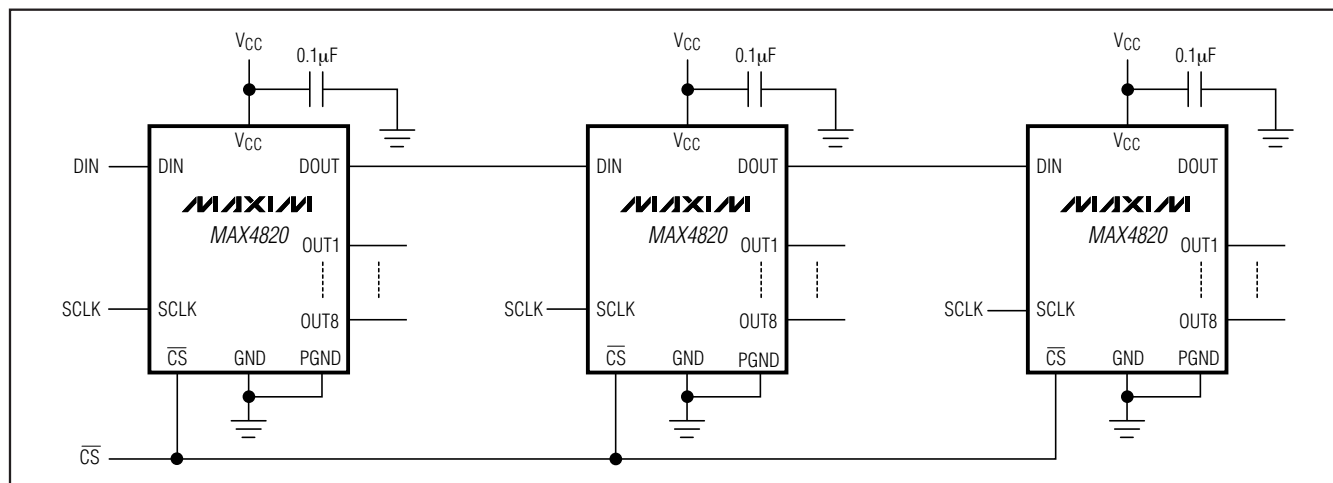 VCC 0.1μF VCC 0.1μF VCC 0.1μF
VCC VCC VCC
DIN DIN DOUT DIN DOUT DIN DOUT
MAXIM MAXIM MAXIM
MAX4820 MAX4820 MAX4820
OUT1 OUT1 OUT1
SCLK SCLK OUT8 SCLK SCLK OUT8 SCLK SCLK OUT8
CS GND PGND CS GND PGND CS GND PGND
CS